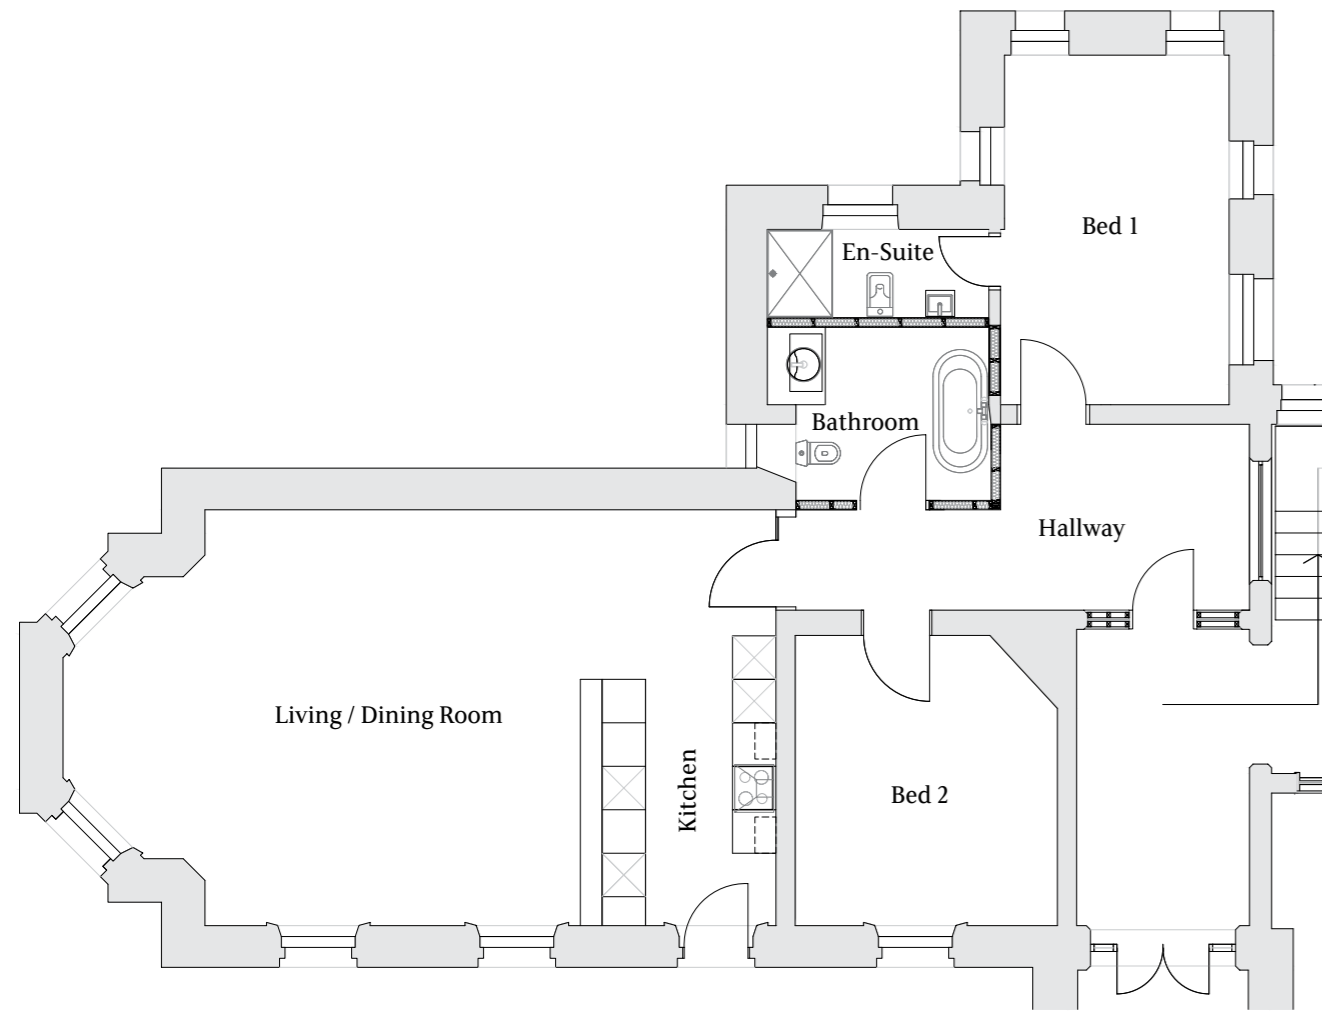 Bed 1
En-Suite
Bathroom
Hallway
Living / Dining Room
Kitchen
Bed 2